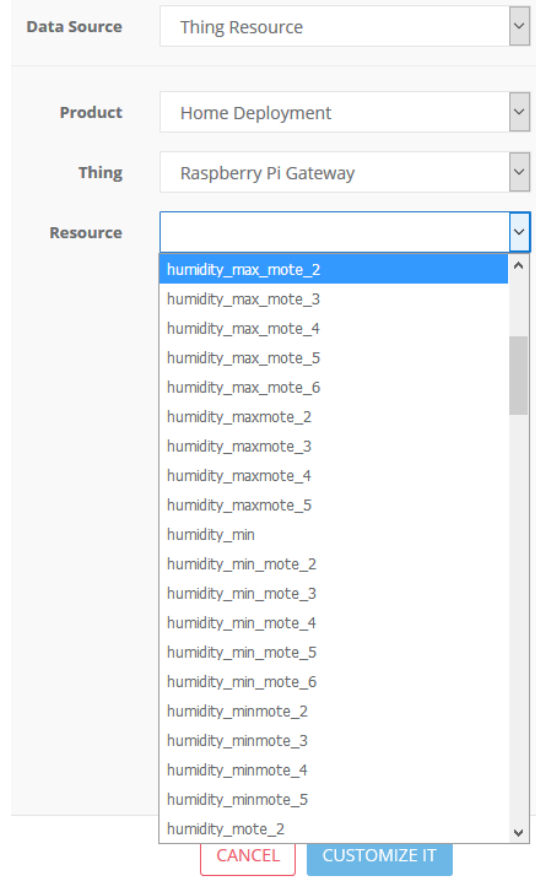 Data Source Thing Resource
Product Home Deployment
Thing Raspberry Pi Gateway
Resource
humidity_max_mote_2
humidity_max_mote_3
humidity_max_mote_4
humidity_max_mote_5
humidity_max_mote_6
humidity_maxmote_2
humidity_maxmote_3
humidity_maxmote_4
humidity_maxmote_5
humidity_min
humidity_min_mote_2
humidity_min_mote_3
humidity_min_mote_4
humidity_min_mote_5
humidity_min_mote_6
humidity_minmote_2
humidity_minmote_3
humidity_minmote_4
humidity_minmote_5
humidity_mote_2
CANCEL CUSTOMIZE IT